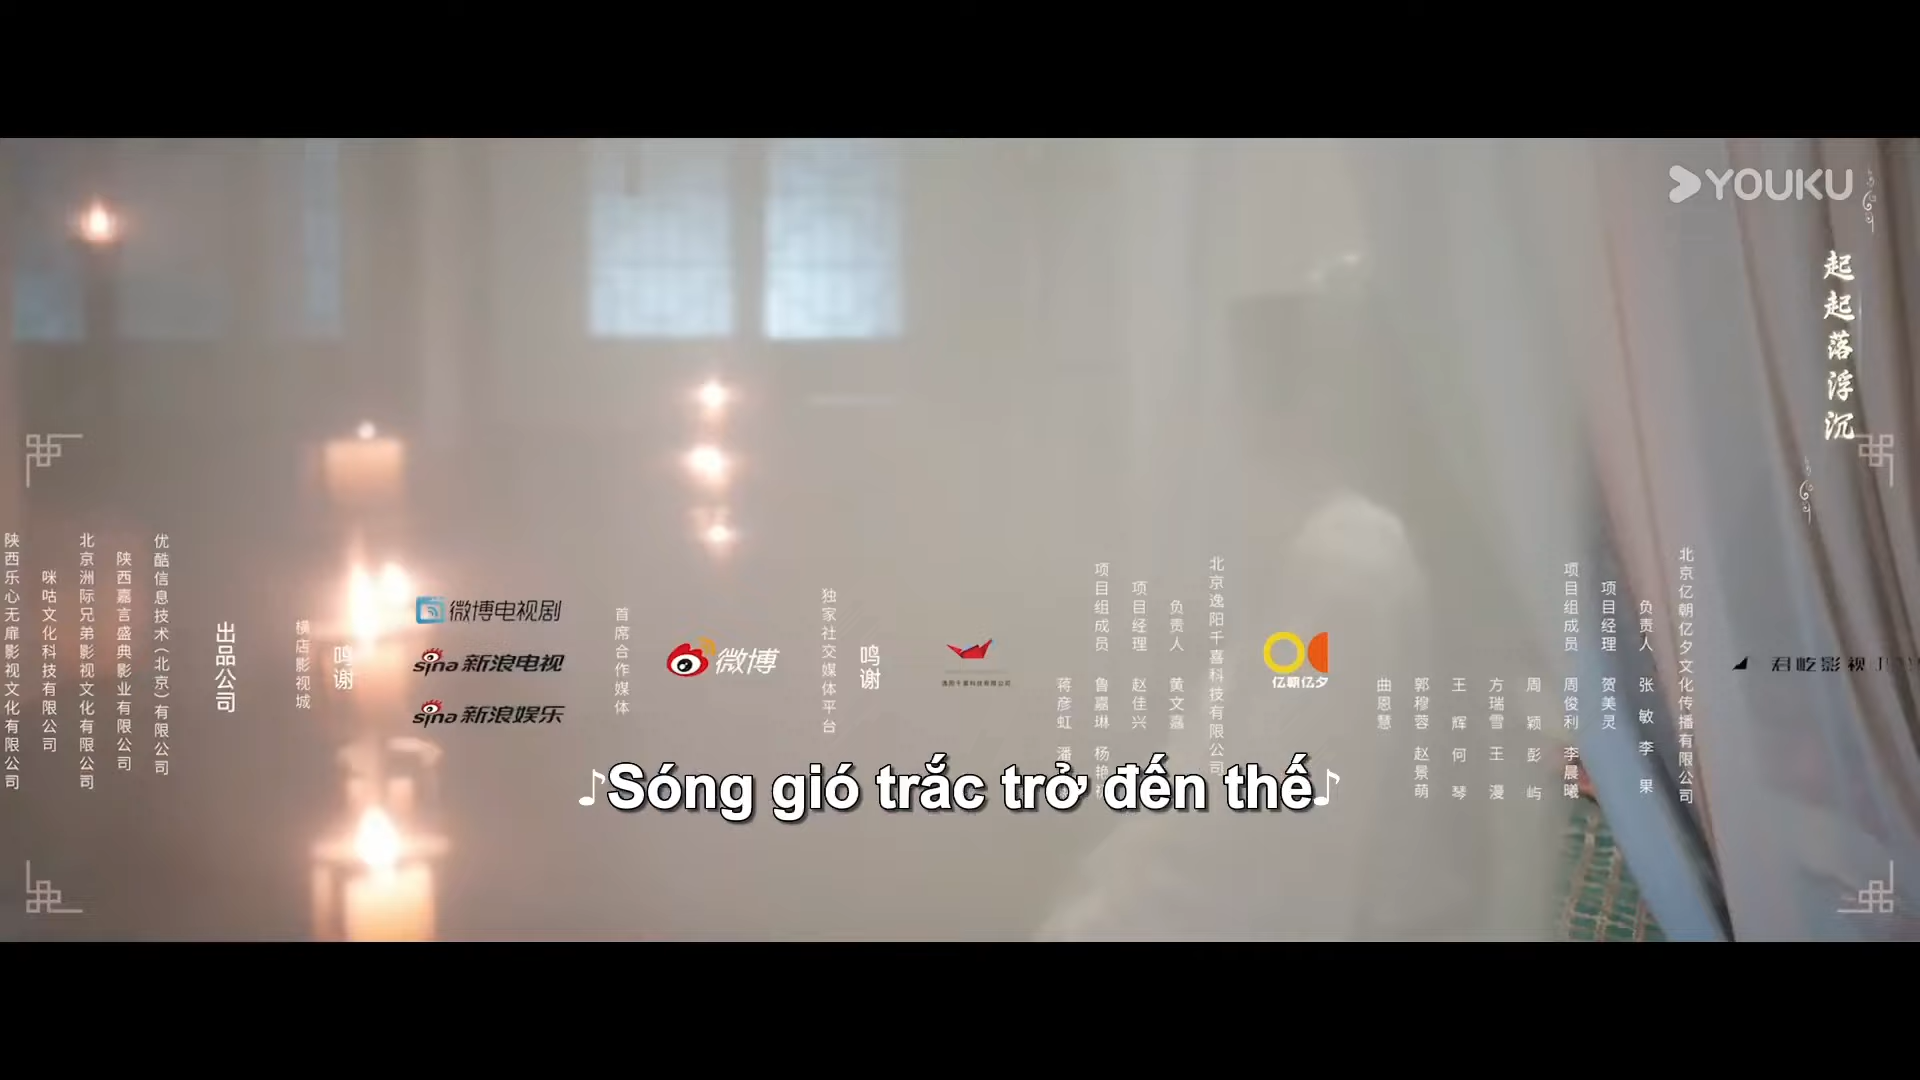 YOUKU
起起落浮沉
北京亿朝亿夕文化传播有限公司
负责人 张敏 李果
项目经理 贺美灵
项目组成员 周俊利 李晨曦
周颖 彭屿
方瑞雪 王漫
王辉 何琴
郭穆蓉 赵景萌
曲恩慧
亿朝亿夕
北京逸阳千喜科技有限公司
负责人 黄文嘉
项目经理 赵佳兴
项目组成员 鲁嘉琳
蒋彦虹
鸣谢
独家社交媒体平台
微博
首席合作媒体
微博电视剧
sina 新浪电视
sina 新浪娱乐
鸣谢
横店影视城
出品公司
优酷信息技术（北京）有限公司
陕西嘉言盛典影业有限公司
北京洲际兄弟影视文化有限公司
咪咕文化科技有限公司
陕西乐心无扉影视文化有限公司
♪Sóng gió trắc trở đến thế♪